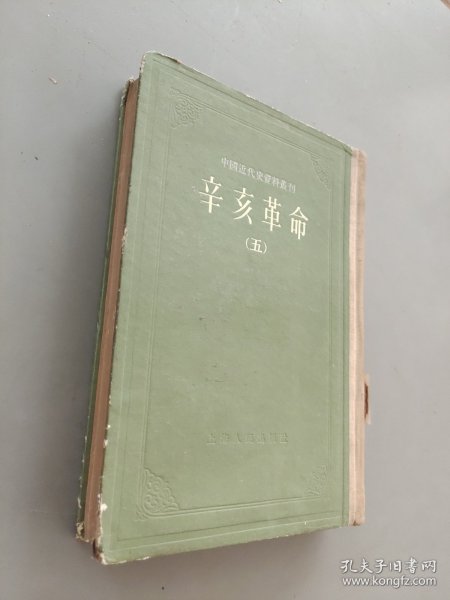 中國近代史資料叢刊
辛亥革命
(五)
上海人民出版社
孔夫子旧书网
www.kongfz.com